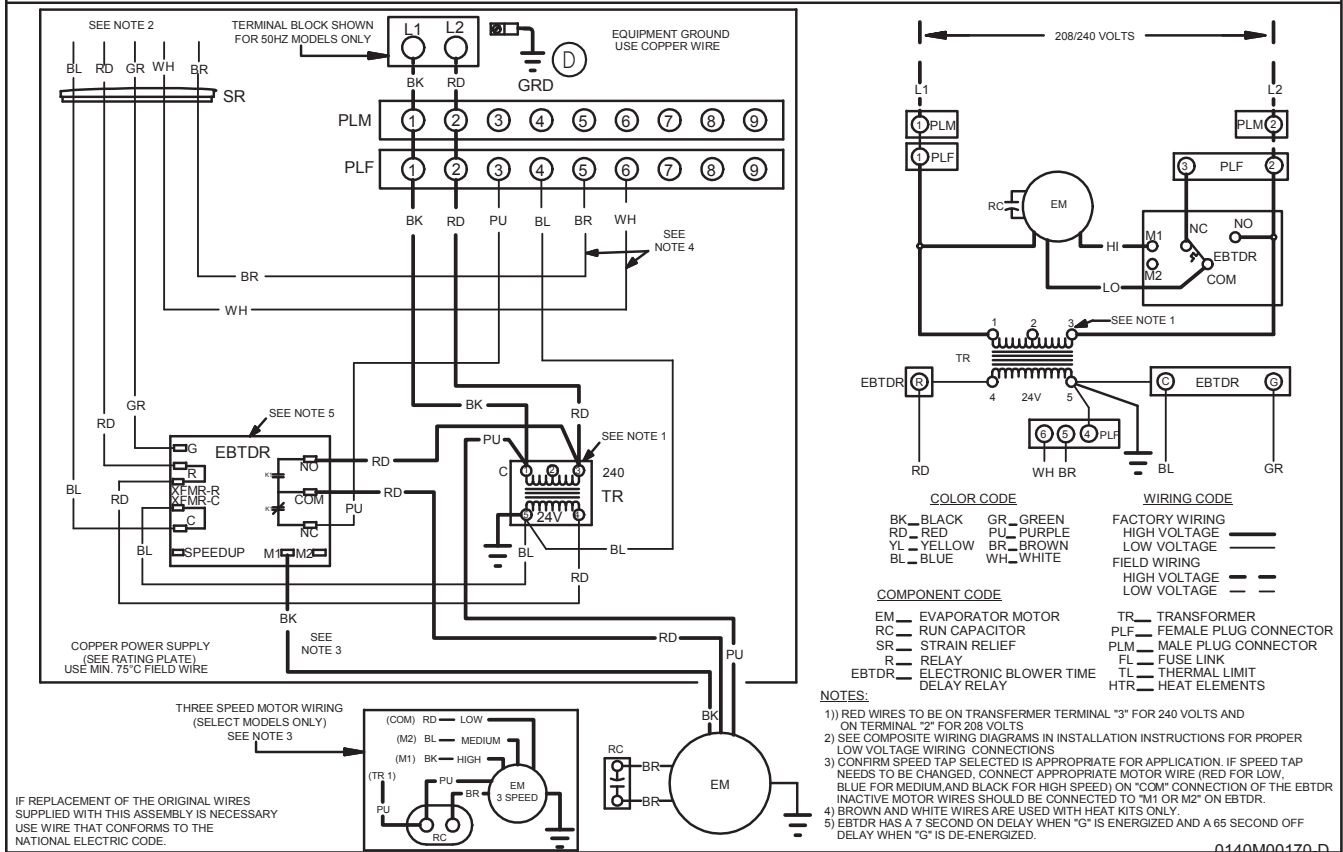 SEE NOTE 2
BL RD GR WH BR
SR
TERMINAL BLOCK SHOWN
FOR 50HZ MODELS ONLY
L1 L2
BK RD
GRD
D
EQUIPMENT GROUND
USE COPPER WIRE
PLM 1 2 3 4 5 6 7 8 9
PLF 1 2 3 4 5 6 7 8 9
BK RD PU BL BR WH
SEE
NOTE 4
BR
WH
GR
RD
BL
RD
BL
SEE NOTE 5
EBTDR
G
R
XFMR-R
XFMR-C
C
SPEEDUP
K1
K1
NO
COM
NC
M1 M2
RD
RD
PU
BK
PU
RD
SEE NOTE 1
C 2 3 240
TR
5 24V 4
BL
BL
RD
BK
SEE
NOTE 3
RD
PU
BK
COPPER POWER SUPPLY
(SEE RATING PLATE)
USE MIN. 75°C FIELD WIRE
THREE SPEED MOTOR WIRING
(SELECT MODELS ONLY)
SEE NOTE 3
(COM) RD LOW
(M2) BL MEDIUM
(M1) BK HIGH
(TR 1)
PU
PU
BR
EM
3 SPEED
RC
RC
BR
BR
EM
IF REPLACEMENT OF THE ORIGINAL WIRES
SUPPLIED WITH THIS ASSEMBLY IS NECESSARY
USE WIRE THAT CONFORMS TO THE
NATIONAL ELECTRIC CODE.
208/240 VOLTS
L1 L2
1 PLM
PLM 2
1 PLF
3 PLF 2
RC
EM
HI
LO
M1
M2
NC
NO
EBTDR
COM
SEE NOTE 1
1 2 3
TR
4 24V 5
EBTDR R
C EBTDR G
6 5 4 PLF
RD
WH BR
BL
GR
COLOR CODE
BK BLACK GR GREEN
RD RED PU PURPLE
YL YELLOW BR BROWN
BL BLUE WH WHITE
WIRING CODE
FACTORY WIRING
HIGH VOLTAGE
LOW VOLTAGE
FIELD WIRING
HIGH VOLTAGE
LOW VOLTAGE
COMPONENT CODE
EM EVAPORATOR MOTOR
RC RUN CAPACITOR
SR STRAIN RELIEF
R RELAY
EBTDR ELECTRONIC BLOWER TIME
DELAY RELAY
TR TRANSFORMER
PLF FEMALE PLUG CONNECTOR
PLM MALE PLUG CONNECTOR
FL FUSE LINK
TL THERMAL LIMIT
HTR HEAT ELEMENTS
NOTES:
1)) RED WIRES TO BE ON TRANSFERMER TERMINAL "3" FOR 240 VOLTS AND
ON TERMINAL "2" FOR 208 VOLTS
2) SEE COMPOSITE WIRING DIAGRAMS IN INSTALLATION INSTRUCTIONS FOR PROPER
LOW VOLTAGE WIRING CONNECTIONS
3) CONFIRM SPEED TAP SELECTED IS APPROPRIATE FOR APPLICATION. IF SPEED TAP
NEEDS TO BE CHANGED, CONNECT APPROPRIATE MOTOR WIRE (RED FOR LOW,
BLUE FOR MEDIUM,AND BLACK FOR HIGH SPEED) ON "COM" CONNECTION OF THE EBTDR
INACTIVE MOTOR WIRES SHOULD BE CONNECTED TO "M1 OR M2" ON EBTDR.
4) BROWN AND WHITE WIRES ARE USED WITH HEAT KITS ONLY.
5) EBTDR HAS A 7 SECOND ON DELAY WHEN "G" IS ENERGIZED AND A 65 SECOND OFF
DELAY WHEN "G" IS DE-ENERGIZED.
0140M00170-D